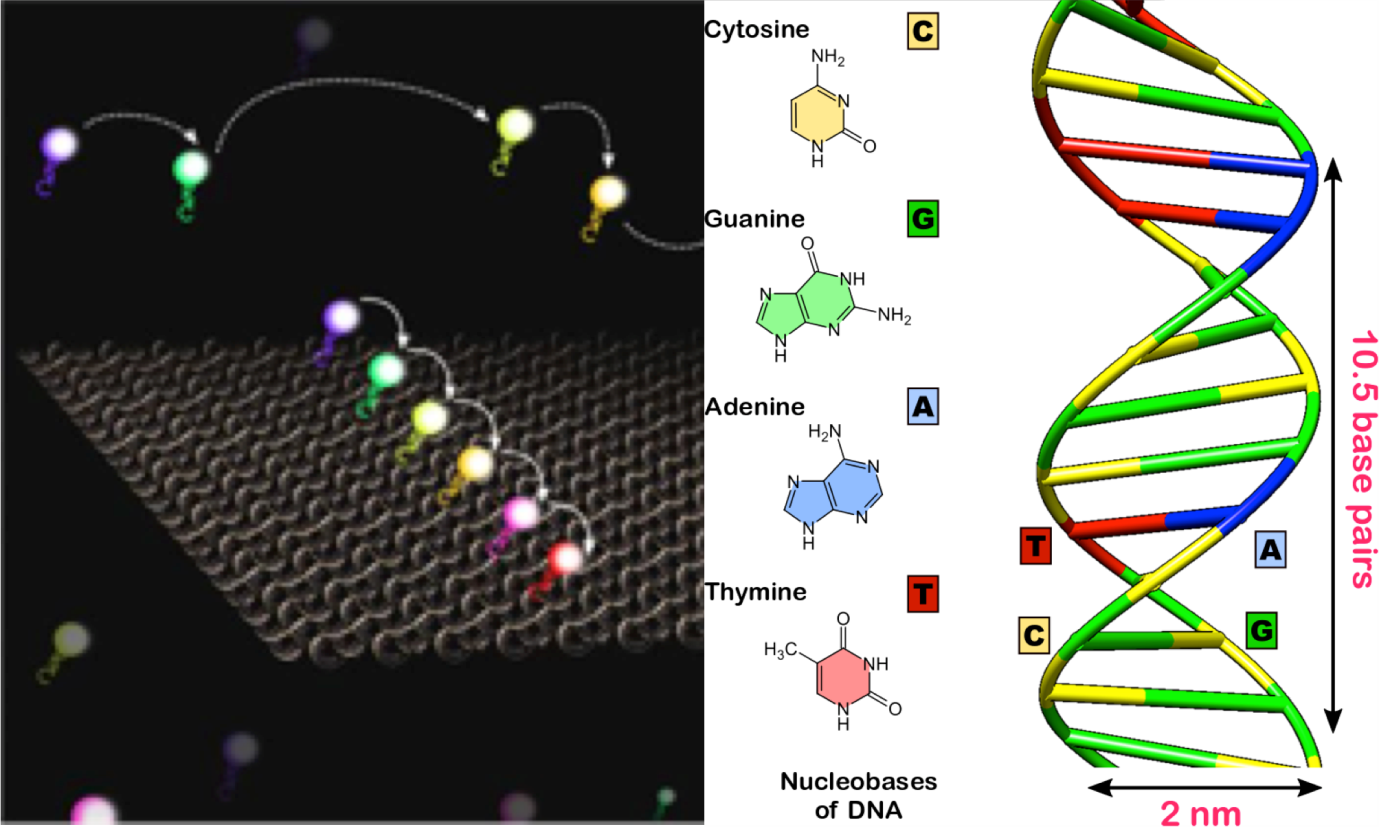 Cytosine
C
NH₂
N
N
H
O
Guanine
G
O
N
NH
N
H
N
NH₂
Adenine
A
H₂N
N
N
N
H
N
Thymine
T
O
H₃C
NH
N
H
O
Nucleobases
of DNA
T
A
C
G
10.5 base pairs
2 nm